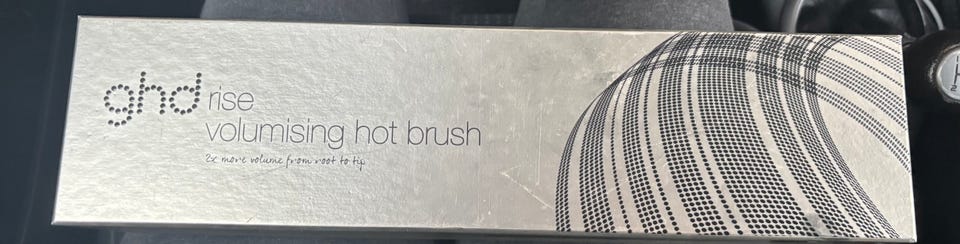 ghd rise
volumising hot brush
2x more volume from root to tip